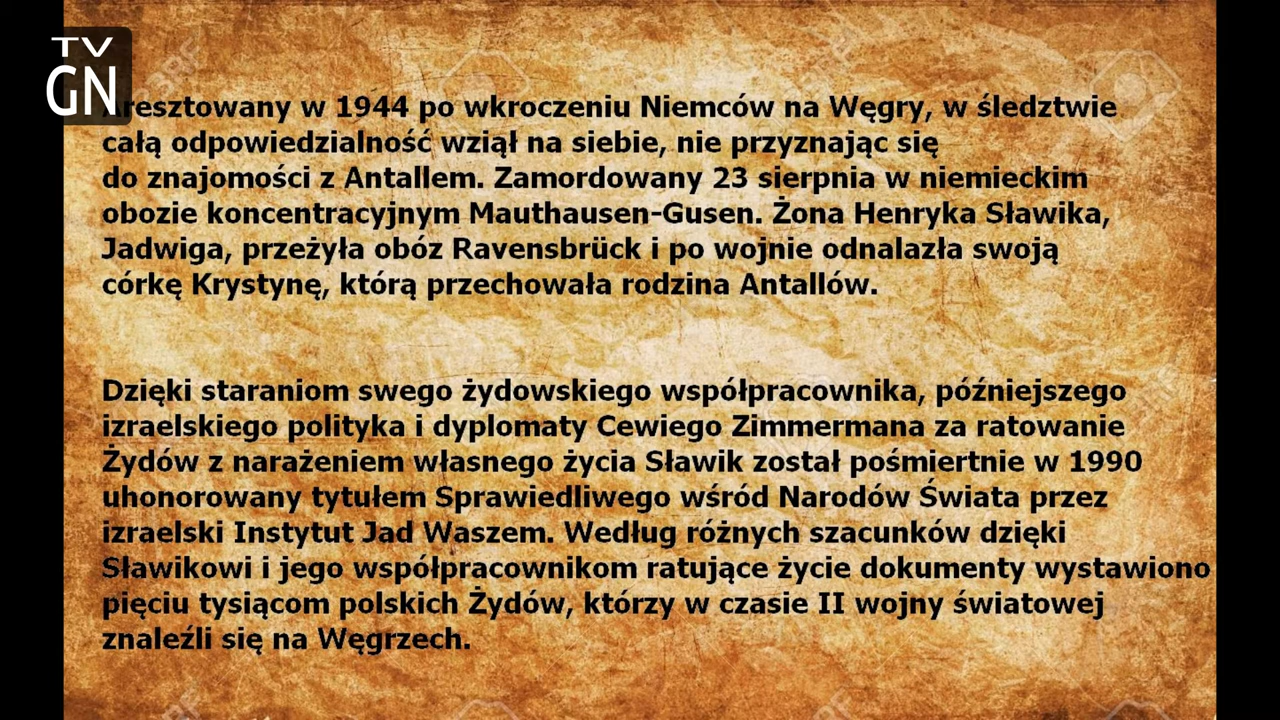 TV
GN
Aresztowany w 1944 po wkroczeniu Niemców na Węgry, w śledztwie
całą odpowiedzialność wziął na siebie, nie przyznając się
do znajomości z Antallem. Zamordowany 23 sierpnia w niemieckim
obozie koncentracyjnym Mauthausen-Gusen. Żona Henryka Sławika,
Jadwiga, przeżyła obóz Ravensbrück i po wojnie odnalazła swoją
córkę Krystynę, którą przechowała rodzina Antallów.
Dzięki staraniom swego żydowskiego współpracownika, późniejszego
izraelskiego polityka i dyplomaty Cewiego Zimmermana za ratowanie
Żydów z narażeniem własnego życia Sławik został pośmiertnie w 1990
uhonorowany tytułem Sprawiedliwego wśród Narodów Świata przez
izraelski Instytut Jad Waszem. Według różnych szacunków dzięki
Sławikowi i jego współpracownikom ratujące życie dokumenty wystawiono
pięciu tysiącom polskich Żydów, którzy w czasie II wojny światowej
znaleźli się na Węgrzech.